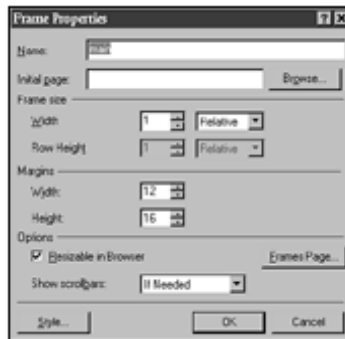 Frame Properties
Name:
Initial page: Browse...
Frame size
Width 1 Relative
Row Height 1 Relative
Margins
Width: 12
Height: 16
Options
Resizable in Browser Frames Page...
Show scrollbars: If Needed
Style... OK Cancel